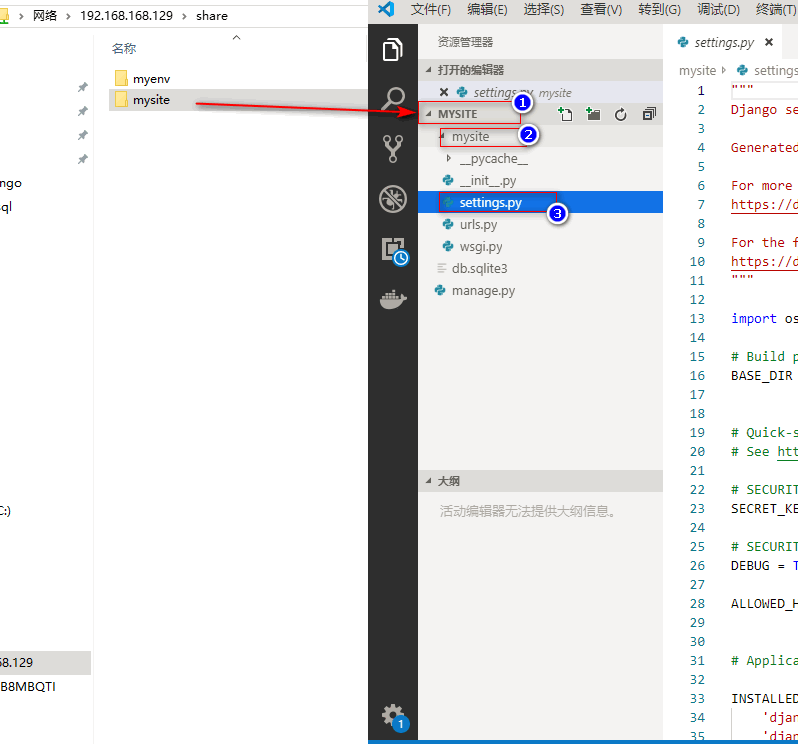 网络 › 192.168.168.129 › share
名称
myenv
mysite
ngo
ql
C:)
68.129
B8MBQTI
文件(F) 编辑(E) 选择(S) 查看(V) 转到(G) 调试(D) 终端(T)
资源管理器
打开的编辑器
settings.py mysite
MYSITE
1
mysite
2
__pycache__
__init__.py
settings.py
3
urls.py
wsgi.py
db.sqlite3
manage.py
大纲
活动编辑器无法提供大纲信息。
1
settings.py
mysite settings
1 """
2 Django se
3
4 Generated
5
6 For more
7 https://d
8
9 For the f
10 https://d
11 """
12
13 import os
14
15 # Build p
16 BASE_DIR
17
18
19 # Quick-s
20 # See htt
21
22 # SECURIT
23 SECRET_KE
24
25 # SECURIT
26 DEBUG = T
27
28 ALLOWED_H
29
30
31 # Applica
32
33 INSTALLED
34 'djan
35 'djan